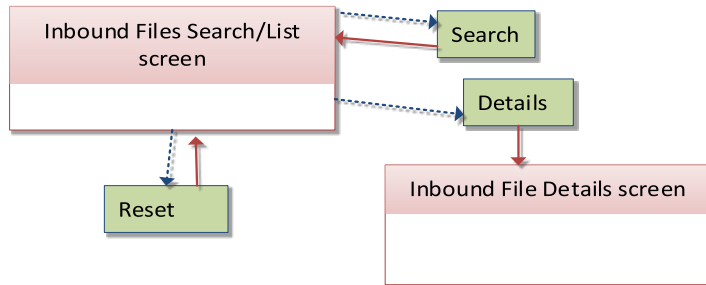 Inbound Files Search/List
screen
Search
Details
Reset
Inbound File Details screen